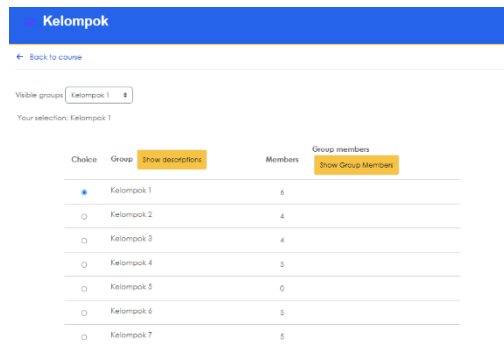 Kelompok
← Back to course
Visible groups Kelompok 1
Your selection: Kelompok 1
Choice Group Show descriptions Members Group members Show Group Members
Kelompok 1 6
Kelompok 2 4
Kelompok 3 4
Kelompok 4 5
Kelompok 5 0
Kelompok 6 5
Kelompok 7 5